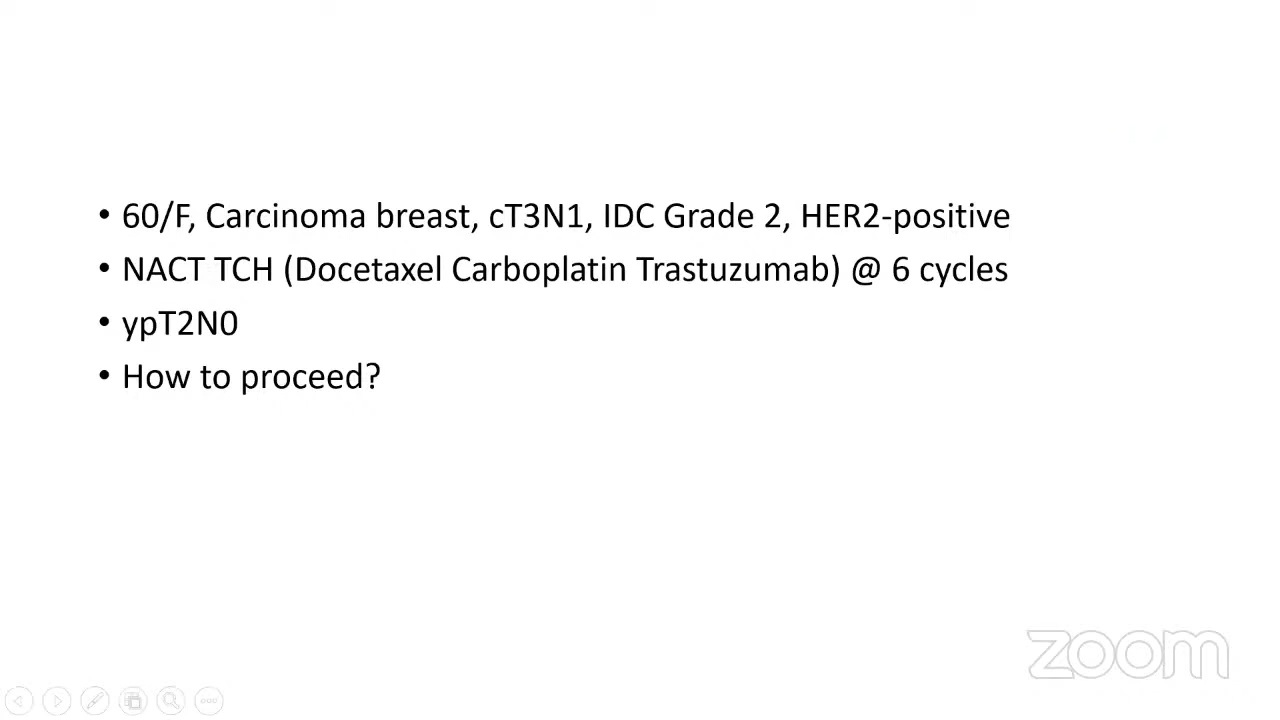 • 60/F, Carcinoma breast, cT3N1, IDC Grade 2, HER2-positive
• NACT TCH (Docetaxel Carboplatin Trastuzumab) @ 6 cycles
• ypT2N0
• How to proceed?
zoom